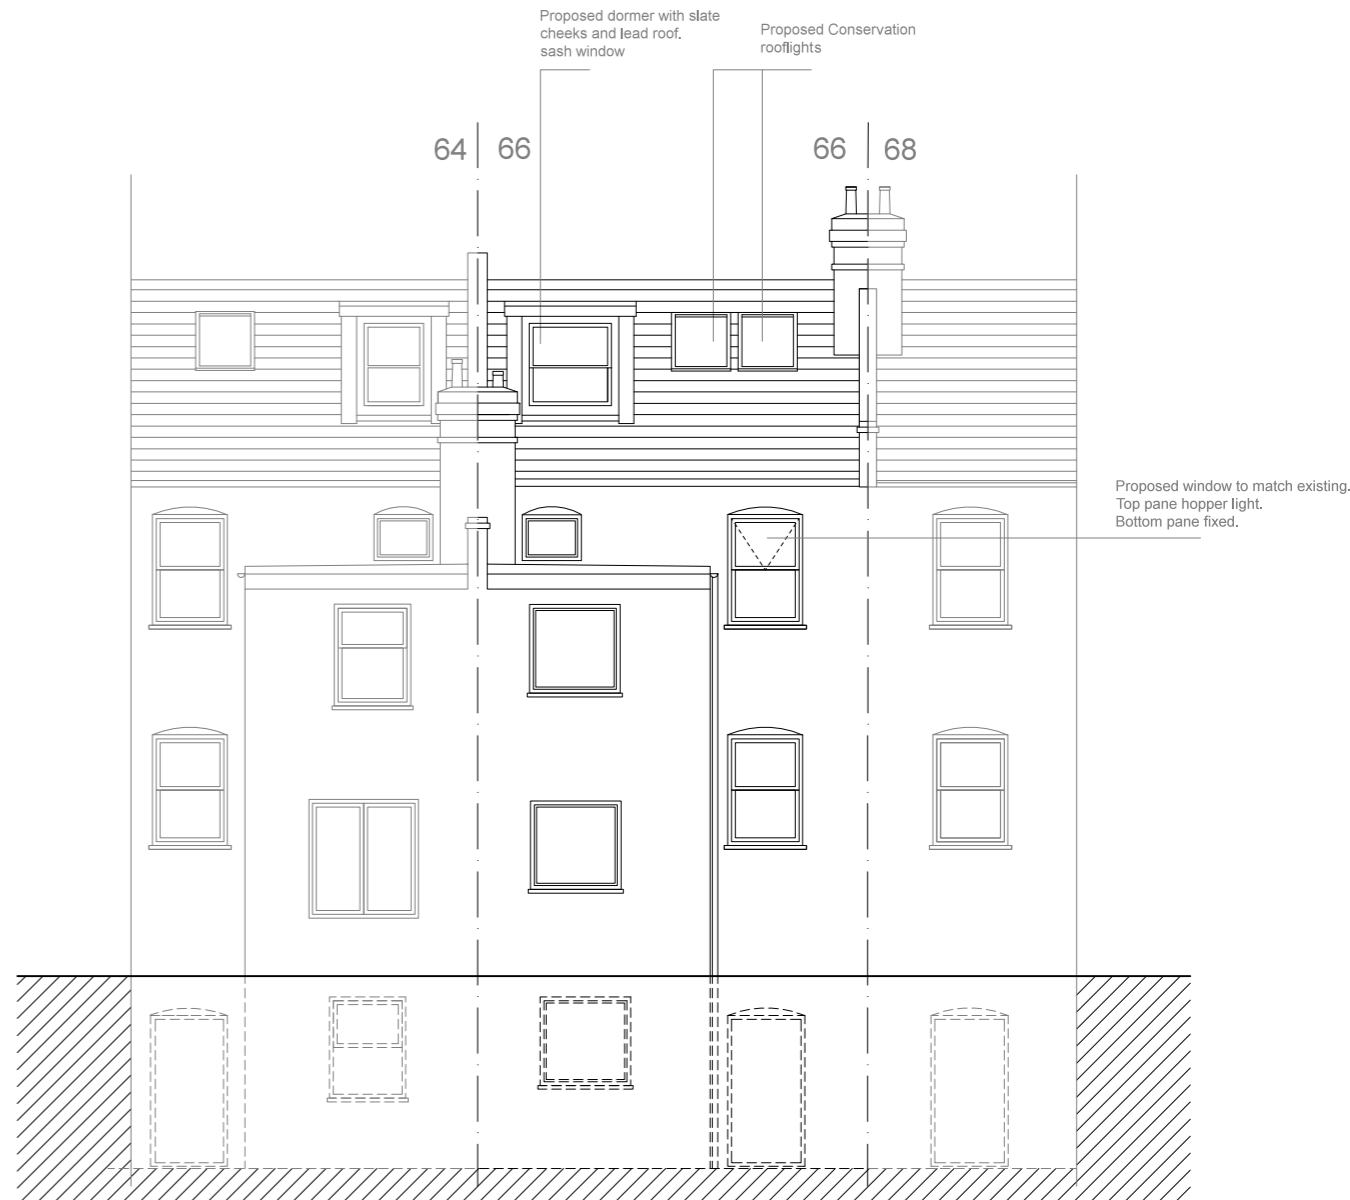 Proposed dormer with slate
cheeks and lead roof.
sash window
Proposed Conservation
rooflights
64 66
66 68
Proposed window to match existing.
Top pane hopper light.
Bottom pane fixed.